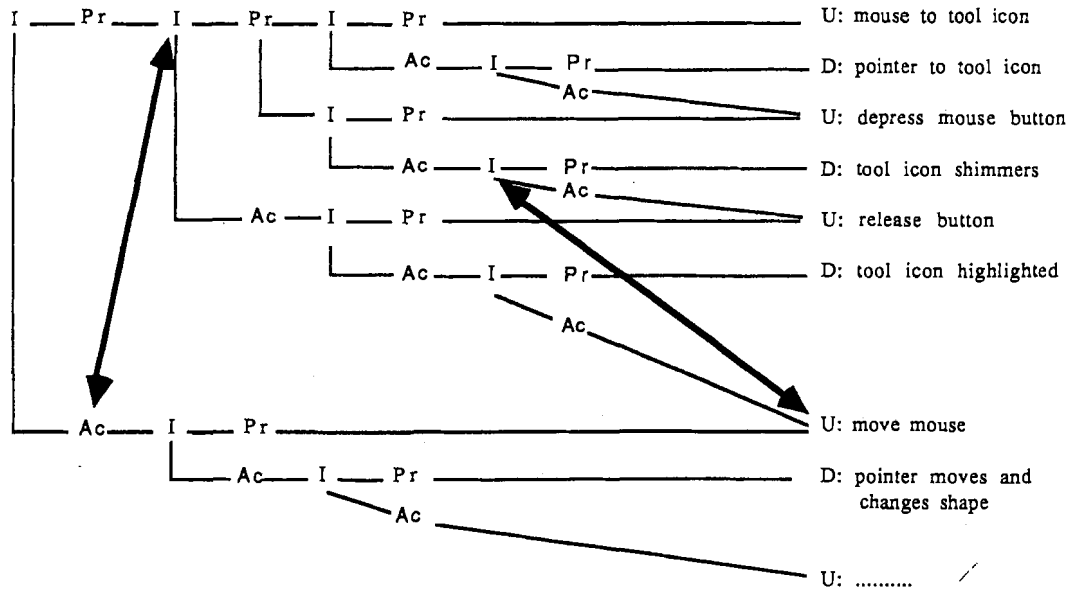 I Pr I Pr I Pr U: mouse to tool icon
Ac I Pr D: pointer to tool icon
Ac
I Pr U: depress mouse button
Ac I Pr D: tool icon shimmers
Ac
Ac I Pr U: release button
Ac I Pr D: tool icon highlighted
Ac
Ac I Pr U: move mouse
Ac I Pr D: pointer moves and
changes shape
Ac
U: ..........